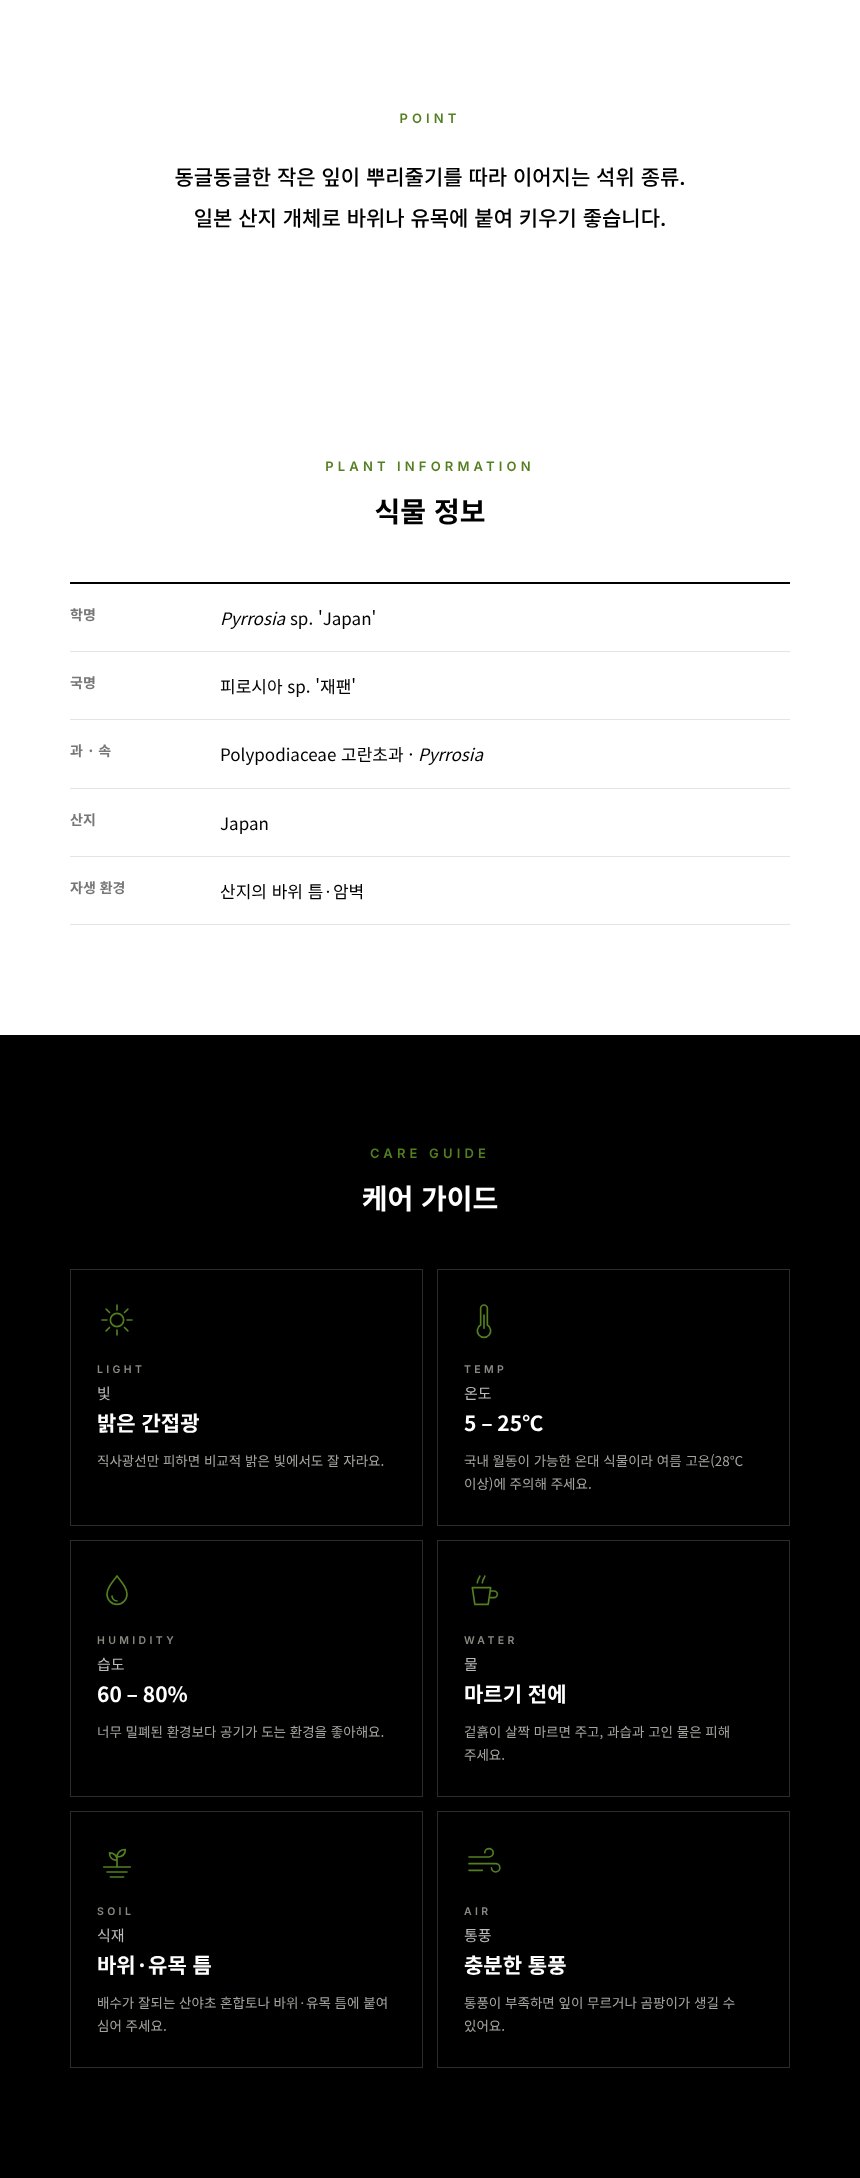 POINT
동글동글한 작은 잎이 뿌리줄기를 따라 이어지는 석위 종류.
일본 산지 개체로 바위나 유목에 붙여 키우기 좋습니다.
PLANT INFORMATION
식물 정보
학명 Pyrrosia sp. 'Japan'
국명 피로시아 sp. '재팬'
과 · 속 Polypodiaceae 고란초과 · Pyrrosia
산지 Japan
자생 환경 산지의 바위 틈·암벽
CARE GUIDE
케어 가이드
LIGHT
빛
밝은 간접광
직사광선만 피하면 비교적 밝은 빛에서도 잘 자라요.
TEMP
온도
5 – 25℃
국내 월동이 가능한 온대 식물이라 여름 고온(28℃
이상)에 주의해 주세요.
HUMIDITY
습도
60 – 80%
너무 밀폐된 환경보다 공기가 도는 환경을 좋아해요.
WATER
물
마르기 전에
겉흙이 살짝 마르면 주고, 과습과 고인 물은 피해
주세요.
SOIL
식재
바위·유목 틈
배수가 잘되는 산야초 혼합토나 바위·유목 틈에 붙여
심어 주세요.
AIR
통풍
충분한 통풍
통풍이 부족하면 잎이 무르거나 곰팡이가 생길 수
있어요.